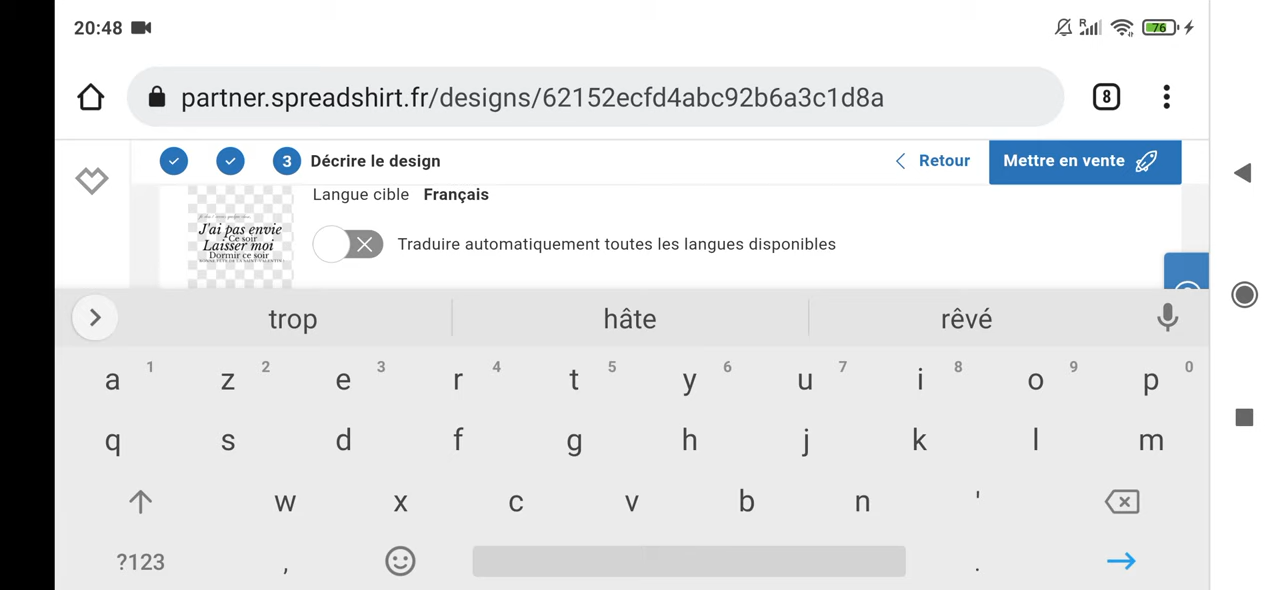 20:48
R
76
partner.spreadshirt.fr/designs/62152ecfd4abc92b6a3c1d8a
8
3 Décrire le design
Retour
Mettre en vente
Langue cible Français
J'ai pas envie
Ce soir
Laisser moi
Dormir ce soir
Traduire automatiquement toutes les langues disponibles
trop hâte rêvé
a 1 z 2 e 3 r 4 t 5 y 6 u 7 i 8 o 9 p 0
q s d f g h j k l m
w x c v b n '
?123 , .